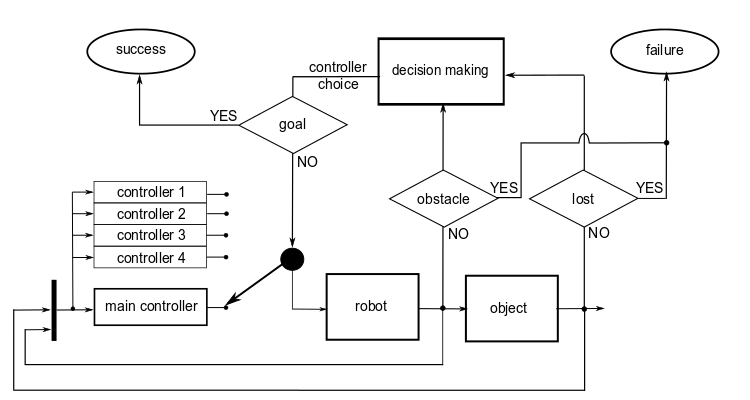 success
failure
controller
choice
decision making
YES
goal
NO
controller 1
controller 2
controller 3
controller 4
obstacle
YES
NO
lost
YES
NO
main controller
robot
object